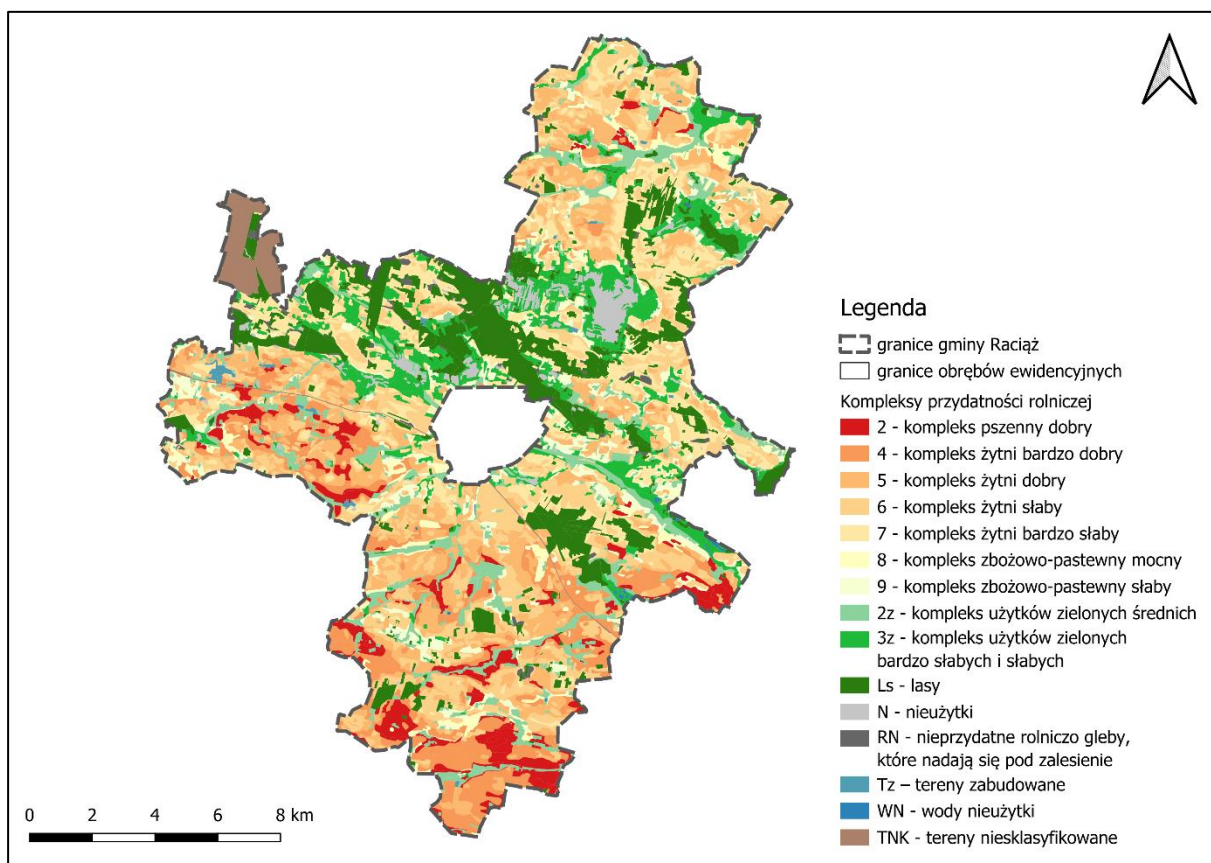 Legenda
granice gminy Raciąż
granice obrębów ewidencyjnych
Kompleksy przydatności rolniczej
2 - kompleks pszenny dobry
4 - kompleks żytni bardzo dobry
5 - kompleks żytni dobry
6 - kompleks żytni słaby
7 - kompleks żytni bardzo słaby
8 - kompleks zbożowo-pastewny mocny
9 - kompleks zbożowo-pastewny słaby
2z - kompleks użytków zielonych średnich
3z - kompleks użytków zielonych
bardzo słabych i słabych
Ls - lasy
N - nieużytki
RN - nieprzydatne rolniczo gleby,
które nadają się pod zalesienie
Tz – tereny zabudowane
WN - wody nieużytki
TNK - tereny niesklasyfikowane
0 2 4 6 8 km